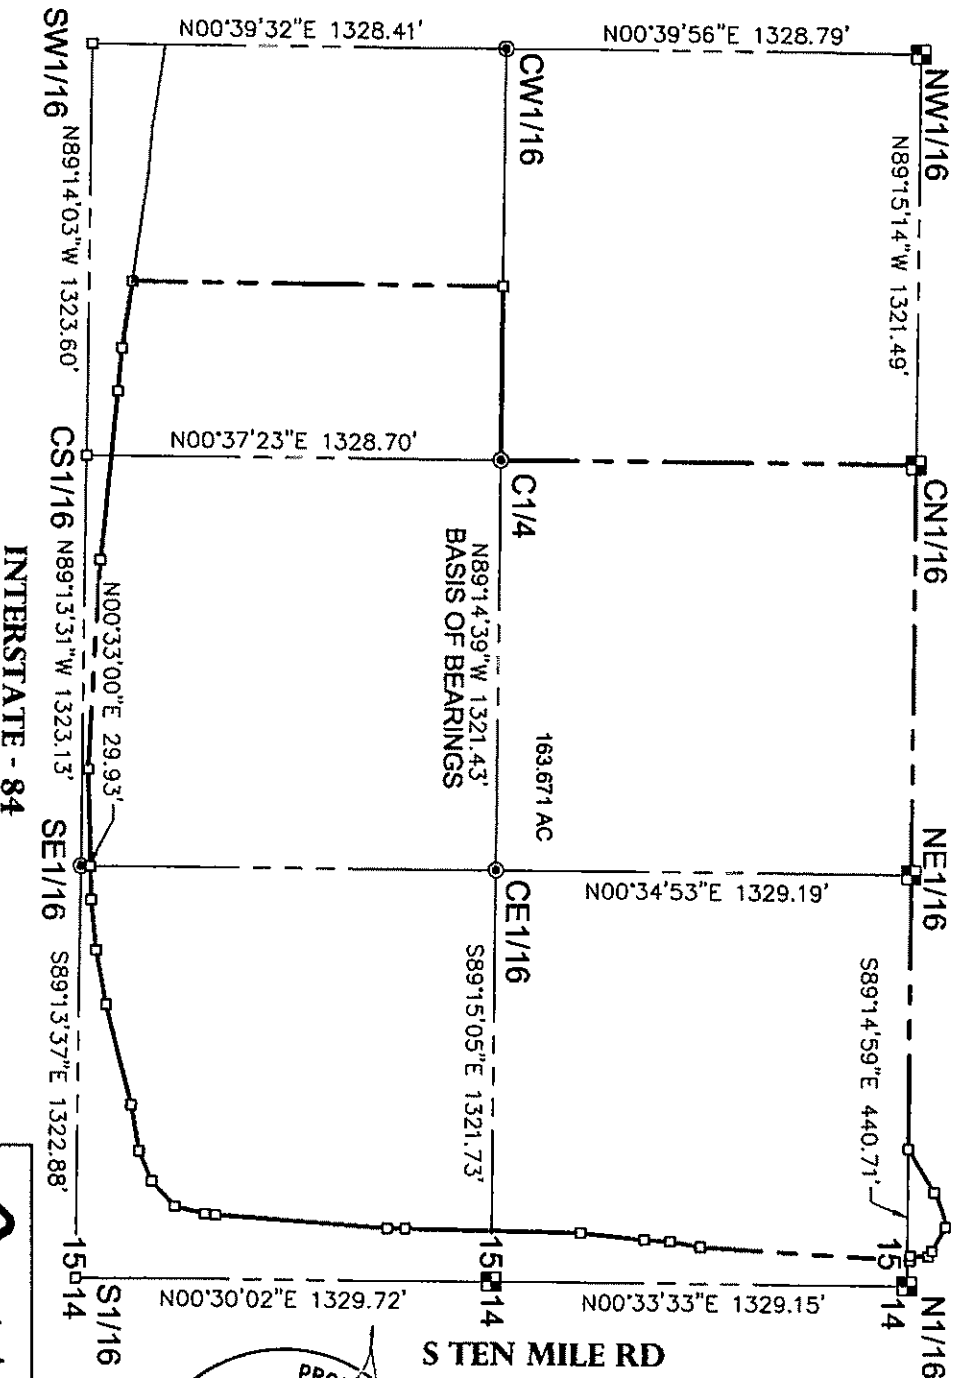 NW1/16
CN1/16
NE1/16
N1/16
N89°15'14"W 1321.49'
S89°14'59"E 440.71'
15
14
N00°39'56"E 1328.79'
N00°34'53"E 1329.19'
N00°33'33"E 1329.15'
163.671 AC
CW1/16
C1/4
CE1/16
15
14
N89°14'39"W 1321.43'
BASIS OF BEARINGS
S89°15'05"E 1321.73'
S TEN MILE RD
N00°39'32"E 1328.41'
N00°37'23"E 1328.70'
N00°30'02"E 1329.72'
N00°33'00"E 29.93'
SW1/16
N89°14'03"W 1323.60'
CS1/16
N89°13'31"W 1323.13'
SE1/16
S89°13'37"E 1322.88'
15
14
S1/16
INTERSTATE - 84